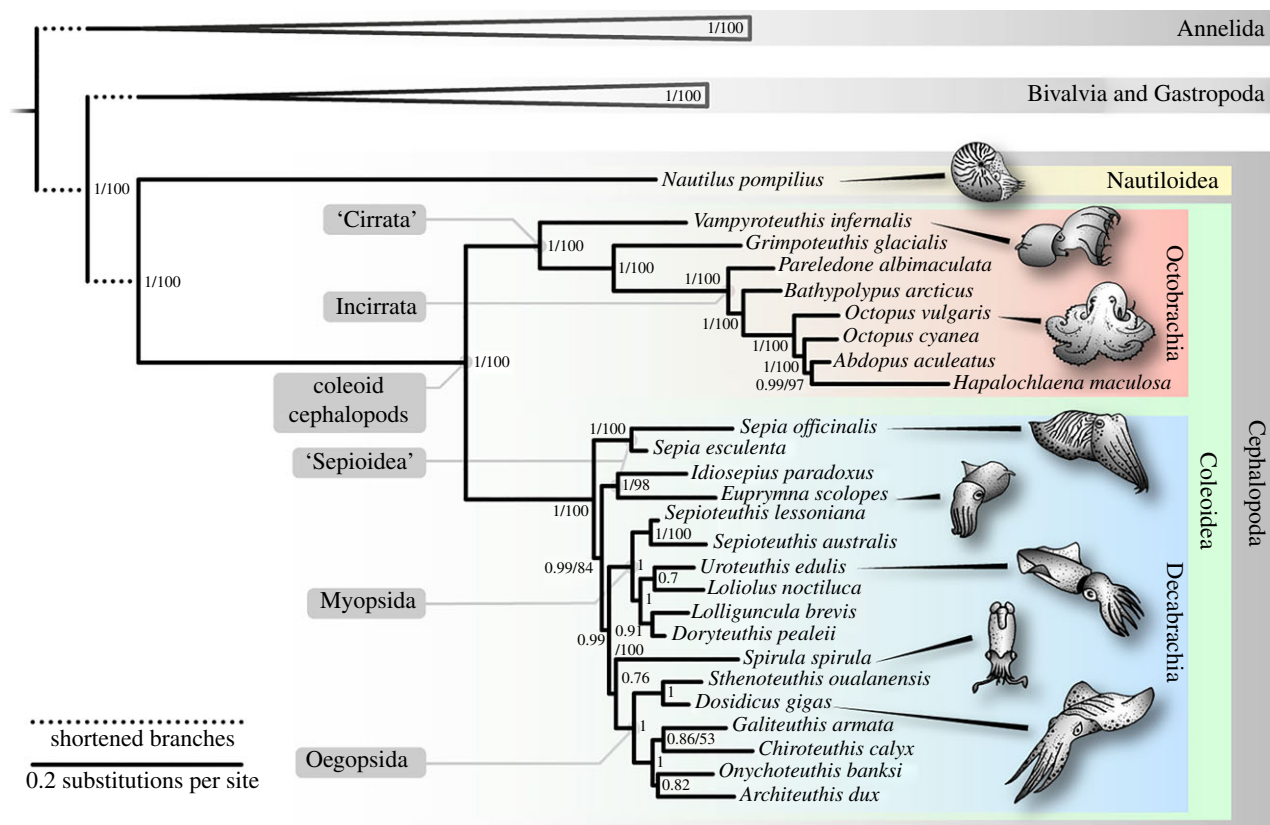 1/100
Annelida
1/100
Bivalvia and Gastropoda
1/100
Nautilus pompilius
Nautiloidea
‘Cirrata’
Vampyroteuthis infernalis
1/100
Grimpoteuthis glacialis
1/100
Pareledone albimaculata
1/100
1/100
Incirrata
Bathypolypus arcticus
Octopus vulgaris
1/100
Octopus cyanea
1/100
Abdopus aculeatus
1/100
0.99/97
Hapalochlaena maculosa
Octobrachia
1/100
coleoid
cephalopods
Sepia officinalis
1/100
Sepia esculenta
‘Sepioidea’
Idiosepius paradoxus
1/98
Euprymna scolopes
1/100
Sepioteuthis lessoniana
1/100
Sepioteuthis australis
0.99/84
1
Uroteuthis edulis
0.7
Loliolus noctiluca
Myopsida
1
Lolliguncula brevis
0.91
Doryteuthis pealeii
0.99
/100
Spirula spirula
0.76
Sthenoteuthis oualanensis
1
Dosidicus gigas
1
Galiteuthis armata
0.86/53
Chiroteuthis calyx
Oegopsida
1
Onychoteuthis banksi
0.82
Architeuthis dux
Decabrachia
Coleoidea
Cephalopoda
shortened branches
0.2 substitutions per site